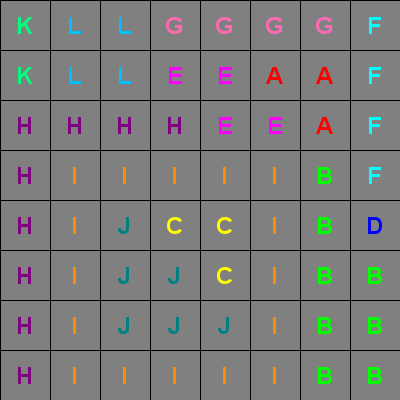 K L L G G G G F
K L L E E A A F
H H H H E E A F
H I I I I I B F
H I J C C I B D
H I J J C I B B
H I J J J I B B
H I I I I I B B